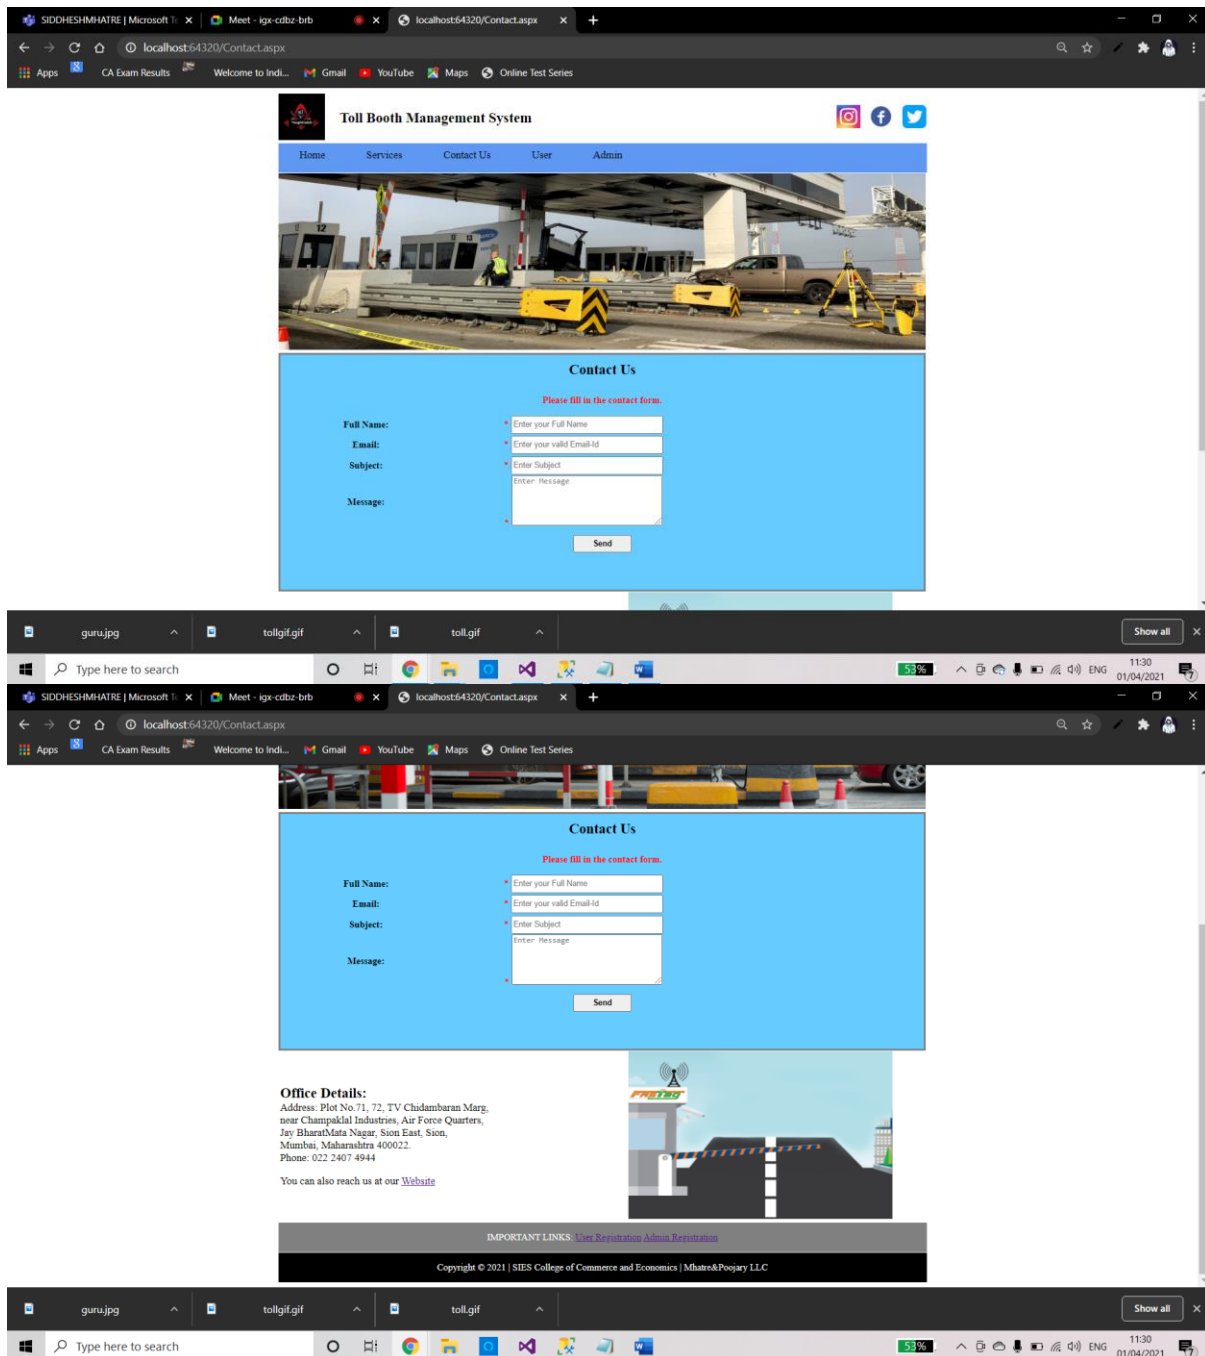 SIDDHESHMHATRE | Microsoft Te
Meet - igx-cdbz-brb
localhost:64320/Contact.aspx
localhost:64320/Contact.aspx
Apps
CA Exam Results
Welcome to Indi...
Gmail
YouTube
Maps
Online Test Series
Toll Booth Management System
Home Services Contact Us User Admin
12
13
Contact Us
Please fill in the contact form.
Full Name: * Enter your Full Name
Email: * Enter your valid Email-Id
Subject: * Enter Subject
Message: * Enter Message
Send
guru.jpg
tollgif.gif
toll.gif
Show all
Type here to search
53%
ENG
11:30
01/04/2021
7
SIDDHESHMHATRE | Microsoft Te
Meet - igx-cdbz-brb
localhost:64320/Contact.aspx
localhost:64320/Contact.aspx
Apps
CA Exam Results
Welcome to Indi...
Gmail
YouTube
Maps
Online Test Series
Contact Us
Please fill in the contact form.
Full Name: * Enter your Full Name
Email: * Enter your valid Email-Id
Subject: * Enter Subject
Message: * Enter Message
Send
Office Details:
Address: Plot No.71, 72, TV Chidambaran Marg,
near Champaklal Industries, Air Force Quarters,
Jay BharatMata Nagar, Sion East, Sion,
Mumbai, Maharashtra 400022.
Phone: 022 2407 4944
You can also reach us at our Website
FASTag
IMPORTANT LINKS: User Registration Admin Registration
Copyright © 2021 | SIES College of Commerce and Economics | Mhatre&Poojary LLC
guru.jpg
tollgif.gif
toll.gif
Show all
Type here to search
53%
ENG
11:30
01/04/2021
7